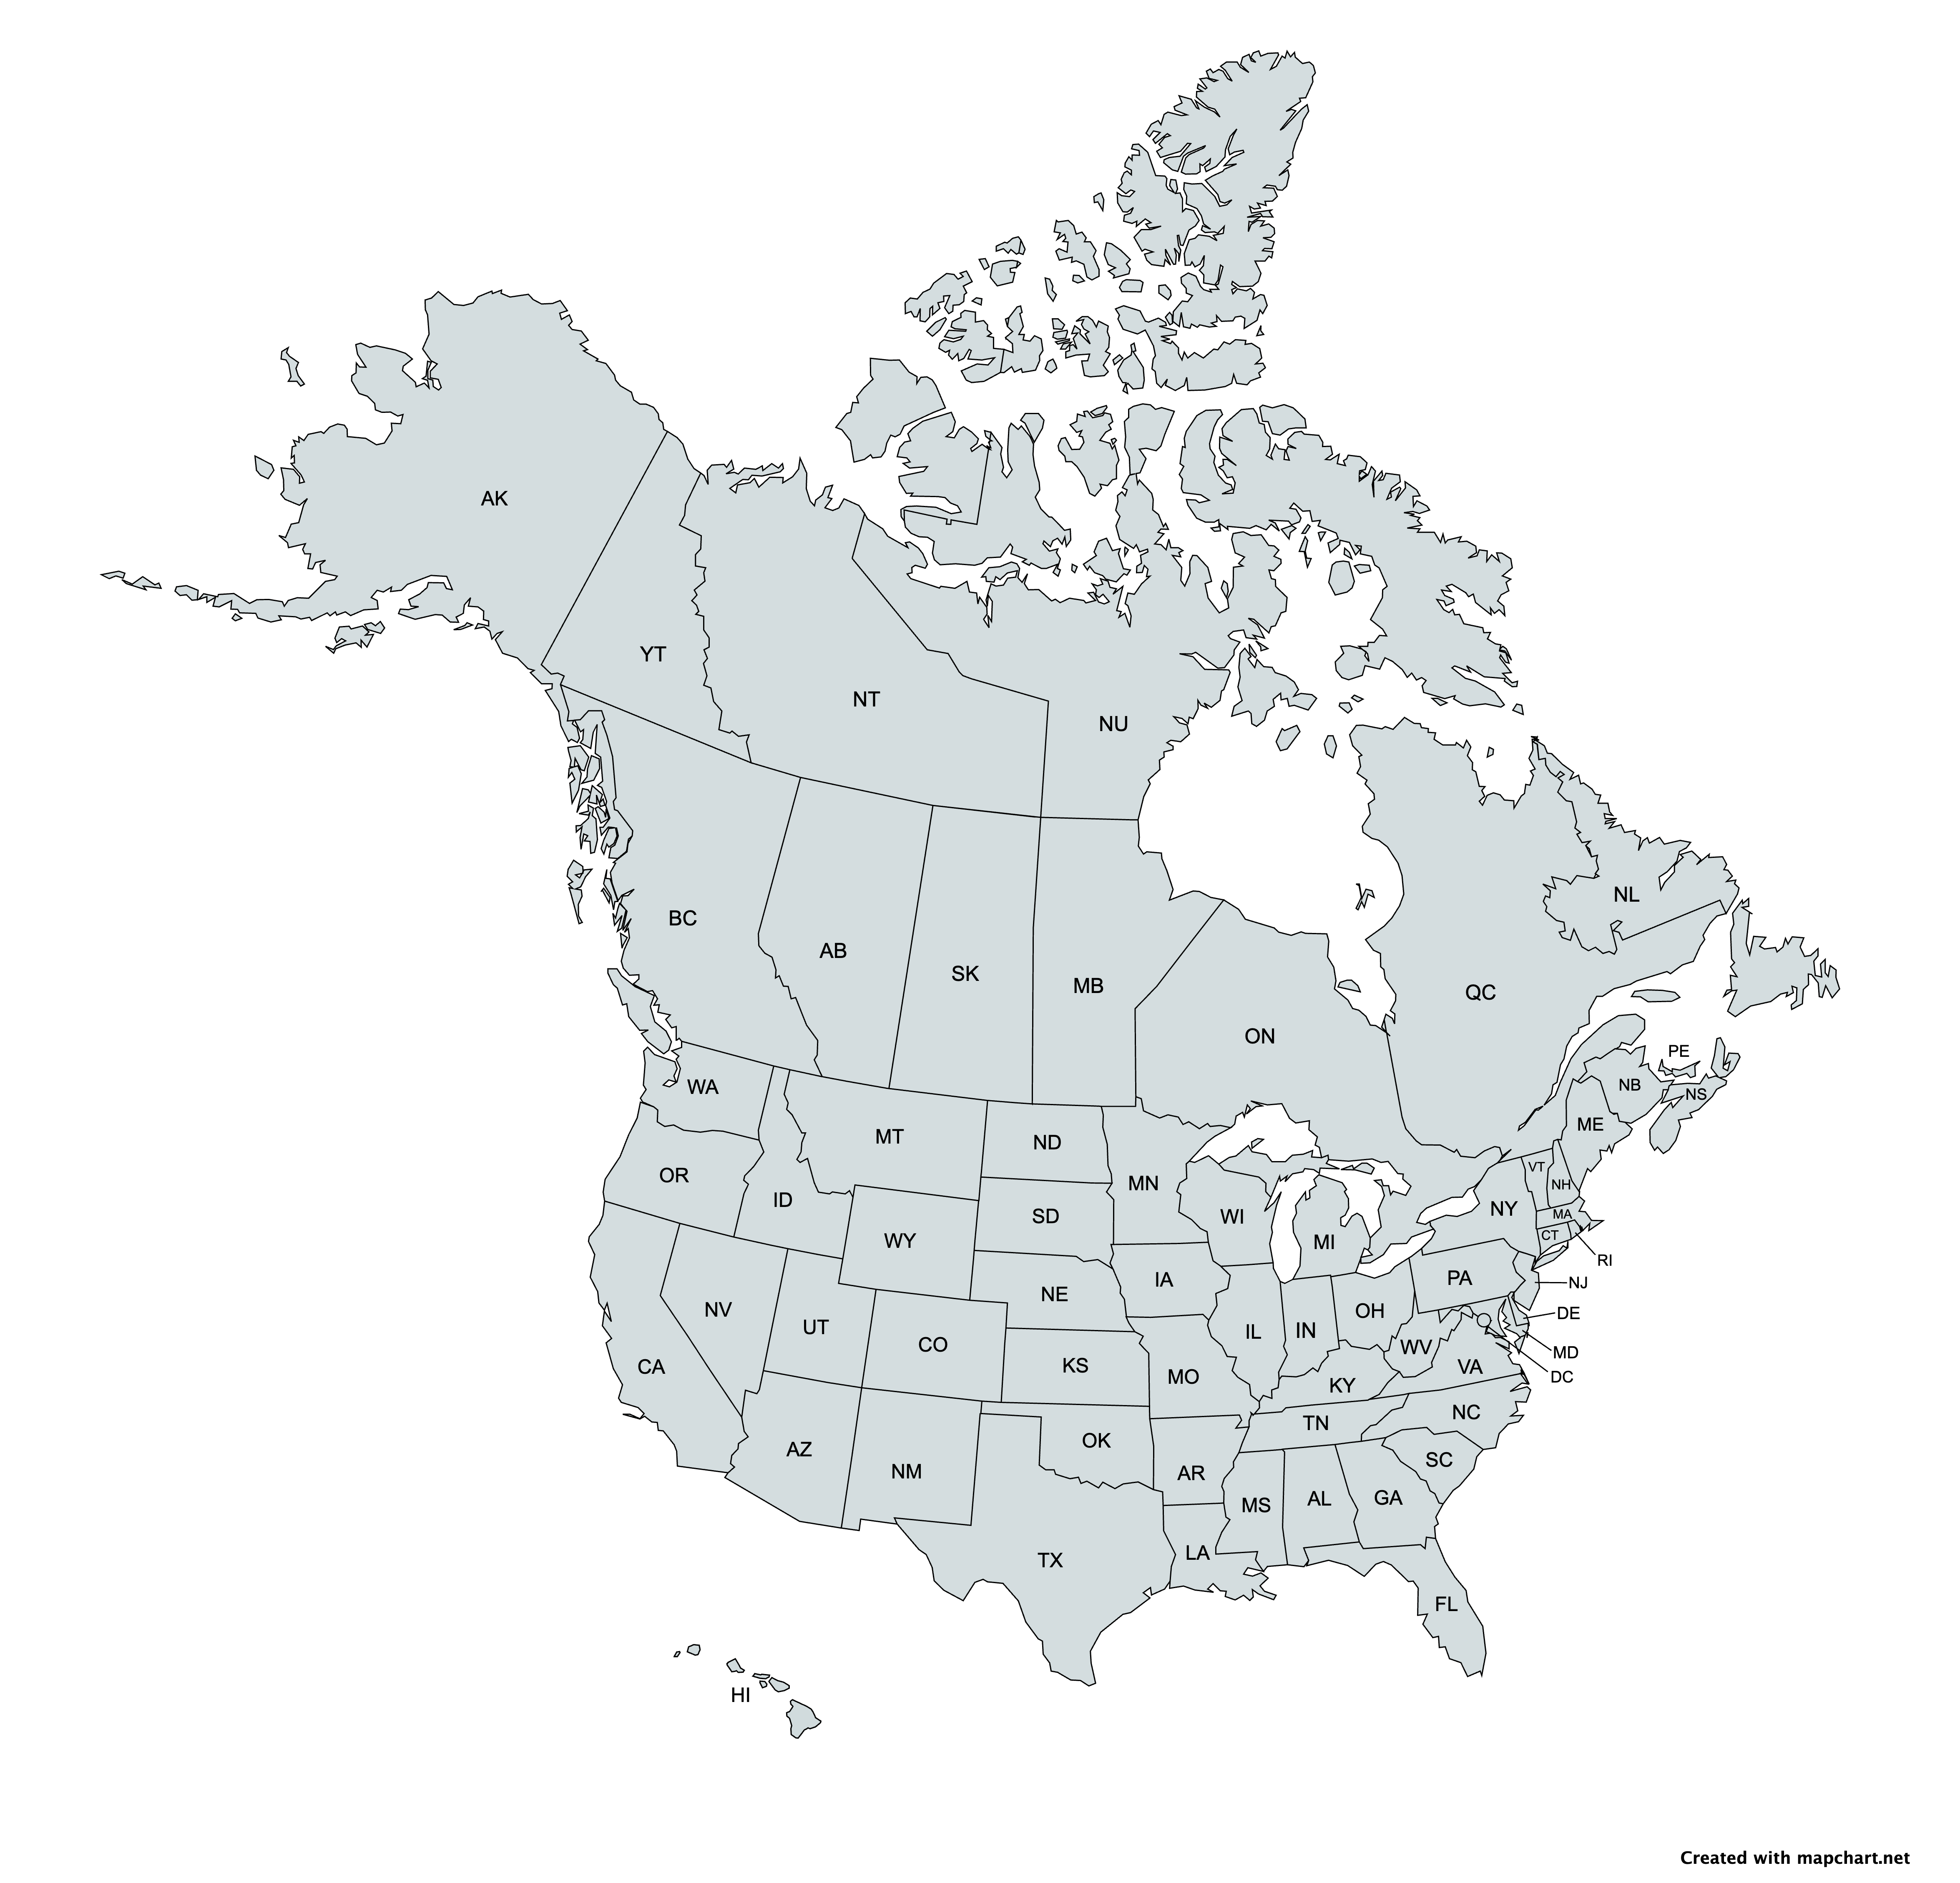 AK
YT
NT
NU
BC
AB
SK
MB
ON
QC
NL
PE
NB
NS
WA
MT
ND
MN
ME
VT
NH
OR
ID
SD
WI
MI
NY
MA
CT
RI
WY
NE
IA
PA
NJ
NV
UT
CO
IL
IN
OH
DE
CA
KS
MO
WV
VA
MD
DC
KY
AZ
NM
OK
AR
TN
NC
SC
MS
AL
GA
TX
LA
FL
HI
Created with mapchart.net